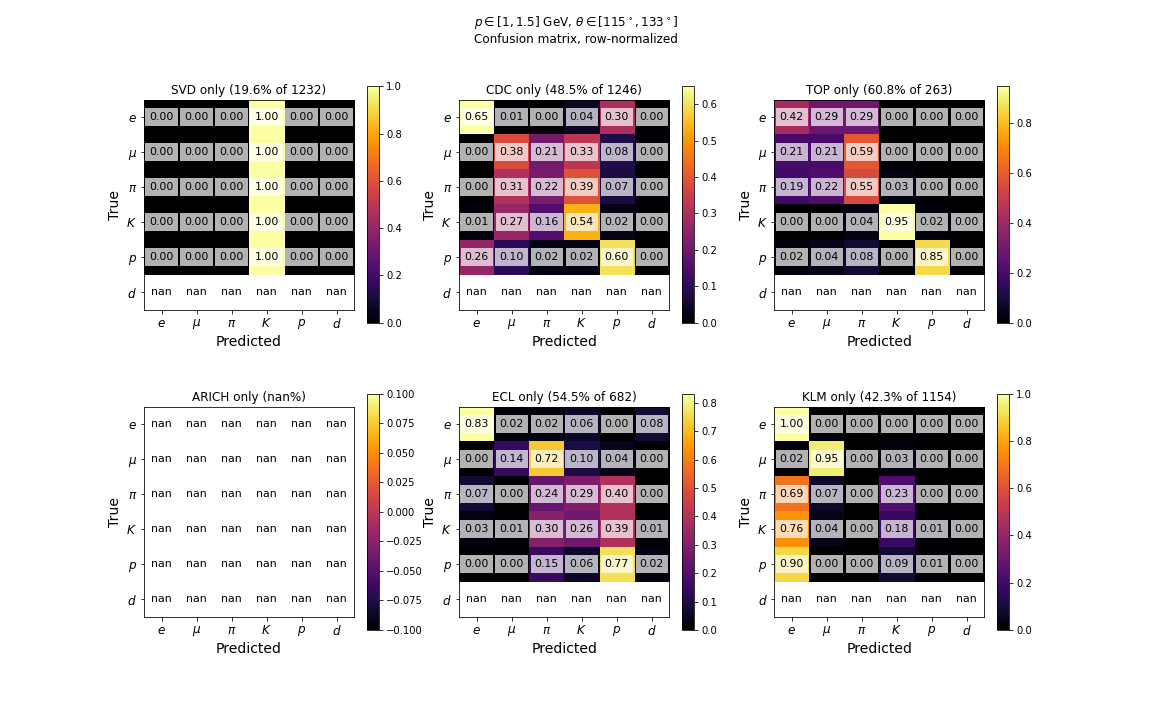 p ∈ [1, 1.5] GeV, θ ∈ [115°, 133°]
Confusion matrix, row-normalized
SVD only (19.6% of 1232)
True
e 0.00 0.00 0.00 1.00 0.00 0.00
μ 0.00 0.00 0.00 1.00 0.00 0.00
π 0.00 0.00 0.00 1.00 0.00 0.00
K 0.00 0.00 0.00 1.00 0.00 0.00
p 0.00 0.00 0.00 1.00 0.00 0.00
d nan nan nan nan nan nan
e μ π K p d
Predicted
1.0
0.8
0.6
0.4
0.2
0.0
CDC only (48.5% of 1246)
True
e 0.65 0.01 0.00 0.04 0.30 0.00
μ 0.00 0.38 0.21 0.33 0.08 0.00
π 0.00 0.31 0.22 0.39 0.07 0.00
K 0.01 0.27 0.16 0.54 0.02 0.00
p 0.26 0.10 0.02 0.02 0.60 0.00
d nan nan nan nan nan nan
e μ π K p d
Predicted
0.6
0.5
0.4
0.3
0.2
0.1
0.0
TOP only (60.8% of 263)
True
e 0.42 0.29 0.29 0.00 0.00 0.00
μ 0.21 0.21 0.59 0.00 0.00 0.00
π 0.19 0.22 0.55 0.03 0.00 0.00
K 0.00 0.00 0.04 0.95 0.02 0.00
p 0.02 0.04 0.08 0.00 0.85 0.00
d nan nan nan nan nan nan
e μ π K p d
Predicted
0.8
0.6
0.4
0.2
0.0
ARICH only (nan%)
True
e nan nan nan nan nan nan
μ nan nan nan nan nan nan
π nan nan nan nan nan nan
K nan nan nan nan nan nan
p nan nan nan nan nan nan
d nan nan nan nan nan nan
e μ π K p d
Predicted
0.100
0.075
0.050
0.025
0.000
−0.025
−0.050
−0.075
−0.100
ECL only (54.5% of 682)
True
e 0.83 0.02 0.02 0.06 0.00 0.08
μ 0.00 0.14 0.72 0.10 0.04 0.00
π 0.07 0.00 0.24 0.29 0.40 0.00
K 0.03 0.01 0.30 0.26 0.39 0.01
p 0.00 0.00 0.15 0.06 0.77 0.02
d nan nan nan nan nan nan
e μ π K p d
Predicted
0.8
0.7
0.6
0.5
0.4
0.3
0.2
0.1
0.0
KLM only (42.3% of 1154)
True
e 1.00 0.00 0.00 0.00 0.00 0.00
μ 0.02 0.95 0.00 0.03 0.00 0.00
π 0.69 0.07 0.00 0.23 0.00 0.00
K 0.76 0.04 0.00 0.18 0.01 0.00
p 0.90 0.00 0.00 0.09 0.01 0.00
d nan nan nan nan nan nan
e μ π K p d
Predicted
1.0
0.8
0.6
0.4
0.2
0.0